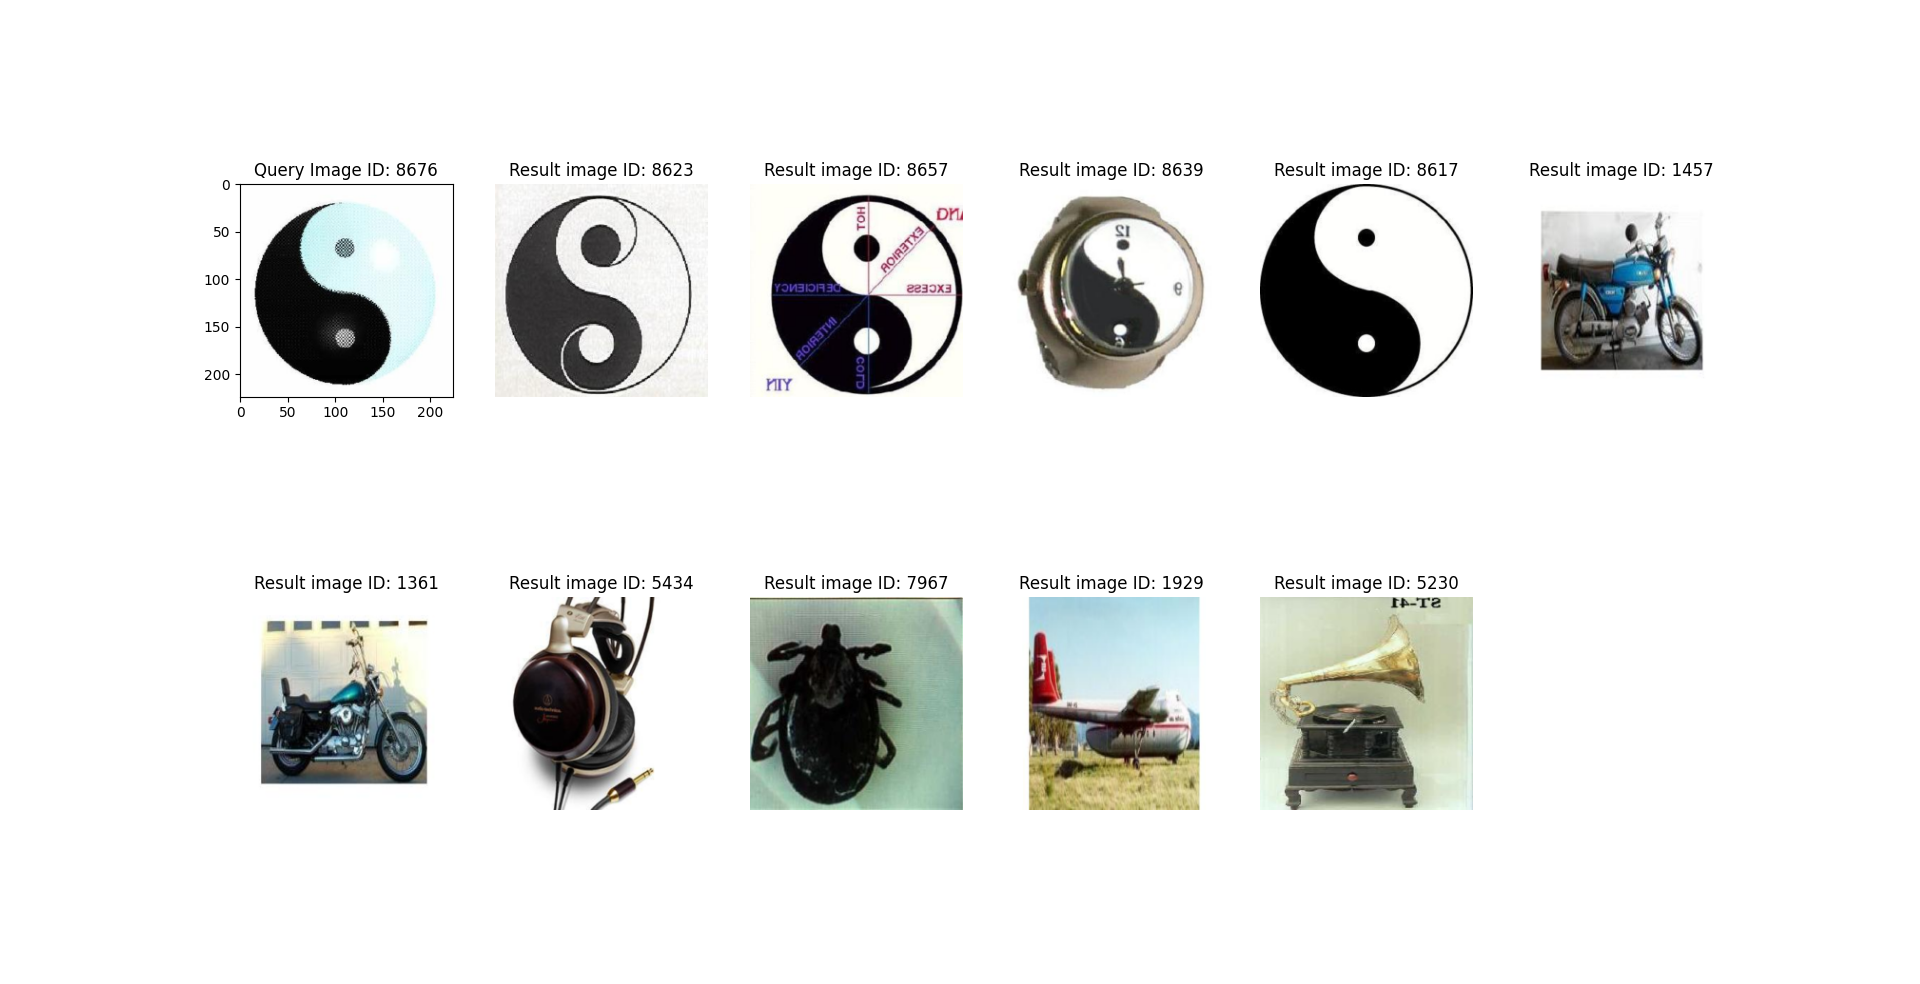 Query Image ID: 8676
Result image ID: 8623
Result image ID: 8657
Result image ID: 8639
Result image ID: 8617
Result image ID: 1457
0
50
100
150
200
0
50
100
150
200
HOT
EXTERIOR
EXCESS
DEFICIENCY
INTERIOR
COLD
YIN
12
9
Result image ID: 1361
Result image ID: 5434
Result image ID: 7967
Result image ID: 1929
Result image ID: 5230
ST-41